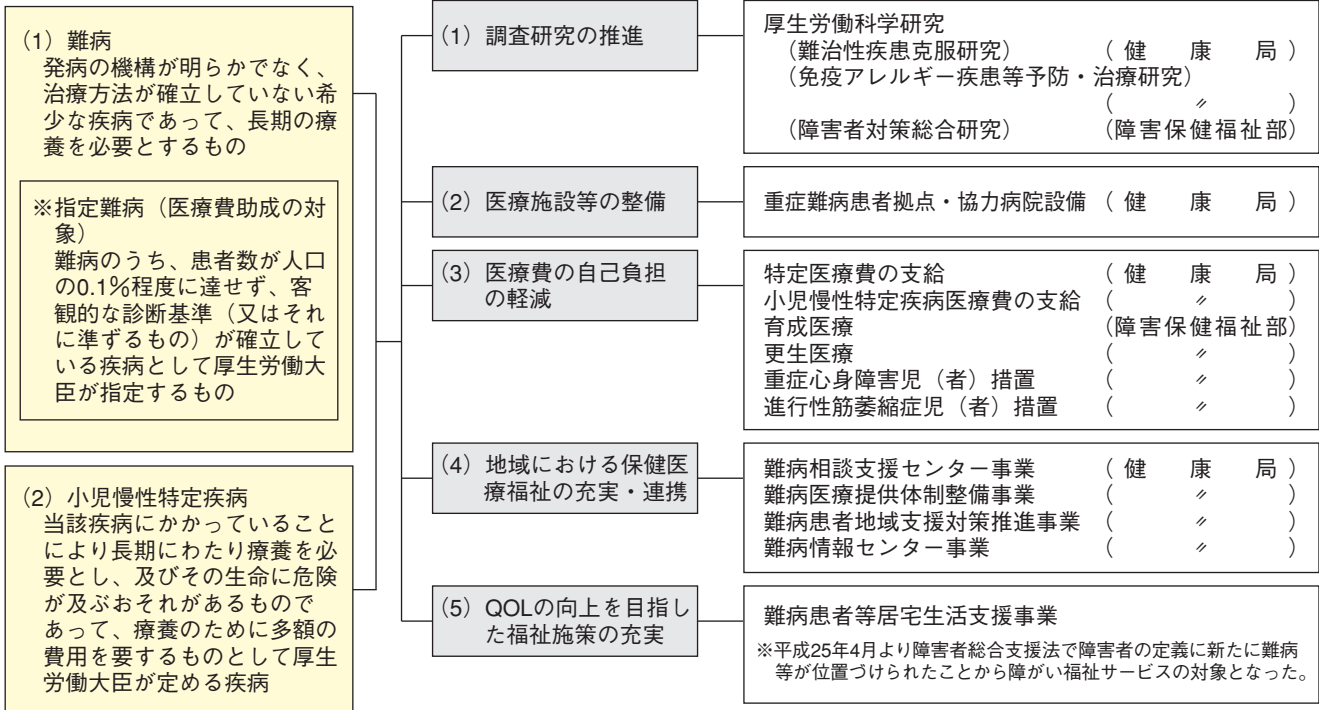 (1) 難病
発病の機構が明らかでなく、
治療方法が確立していない希
少な疾病であって、長期の療
養を必要とするもの
※指定難病（医療費助成の対
象）
難病のうち、患者数が人口
の0.1％程度に達せず、客
観的な診断基準（又はそれ
に準ずるもの）が確立して
いる疾病として厚生労働大
臣が指定するもの
(2) 小児慢性特定疾病
当該疾病にかかっていること
により長期にわたり療養を必
要とし、及びその生命に危険
が及ぶおそれがあるもので
あって、療養のために多額の
費用を要するものとして厚生
労働大臣が定める疾病
(1) 調査研究の推進
厚生労働科学研究
（難治性疾患克服研究） （健康局）
（免疫アレルギー疾患等予防・治療研究）
（ 〃 ）
（障害者対策総合研究） （障害保健福祉部）
(2) 医療施設等の整備
重症難病患者拠点・協力病院設備 （健康局）
(3) 医療費の自己負担
の軽減
特定医療費の支給 （健康局）
小児慢性特定疾病医療費の支給 （ 〃 ）
育成医療 （障害保健福祉部）
更生医療 （ 〃 ）
重症心身障害児（者）措置 （ 〃 ）
進行性筋萎縮症児（者）措置 （ 〃 ）
(4) 地域における保健医
療福祉の充実・連携
難病相談支援センター事業 （健康局）
難病医療提供体制整備事業 （ 〃 ）
難病患者地域支援対策推進事業 （ 〃 ）
難病情報センター事業 （ 〃 ）
(5) QOLの向上を目指し
た福祉施策の充実
難病患者等居宅生活支援事業
※平成25年4月より障害者総合支援法で障害者の定義に新たに難病
等が位置づけられたことから障がい福祉サービスの対象となった。